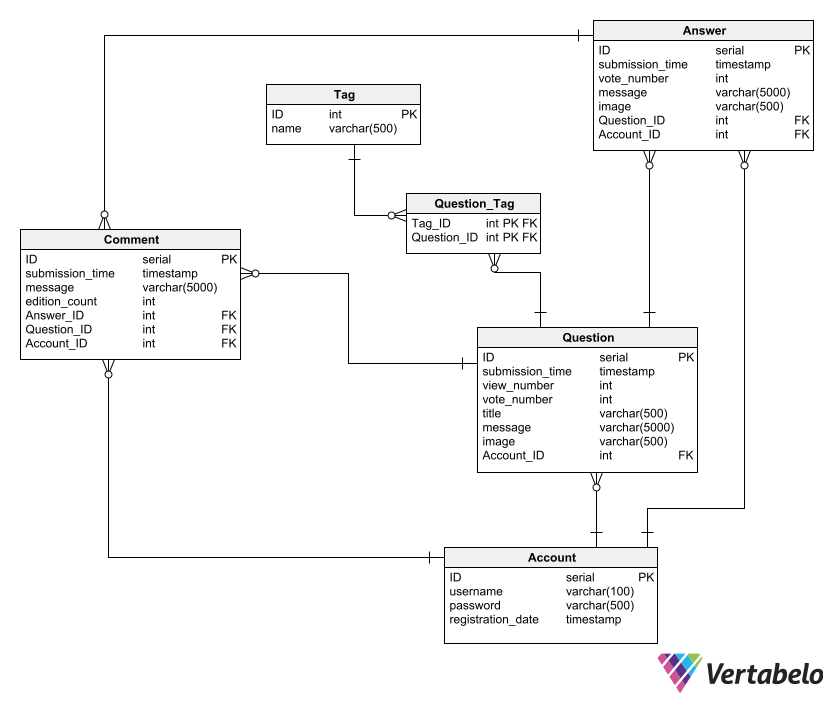 Answer
ID serial PK
submission_time timestamp
vote_number int
message varchar(5000)
image varchar(500)
Question_ID int FK
Account_ID int FK
Tag
ID int PK
name varchar(500)
Question_Tag
Tag_ID int PK FK
Question_ID int PK FK
Comment
ID serial PK
submission_time timestamp
message varchar(5000)
edition_count int
Answer_ID int FK
Question_ID int FK
Account_ID int FK
Question
ID serial PK
submission_time timestamp
view_number int
vote_number int
title varchar(500)
message varchar(5000)
image varchar(500)
Account_ID int FK
Account
ID serial PK
username varchar(100)
password varchar(500)
registration_date timestamp
Vertabelo